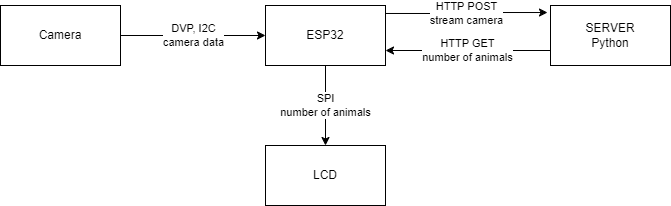 Camera
DVP, I2C
camera data
ESP32
HTTP POST
stream camera
HTTP GET
number of animals
SERVER
Python
SPI
number of animals
LCD